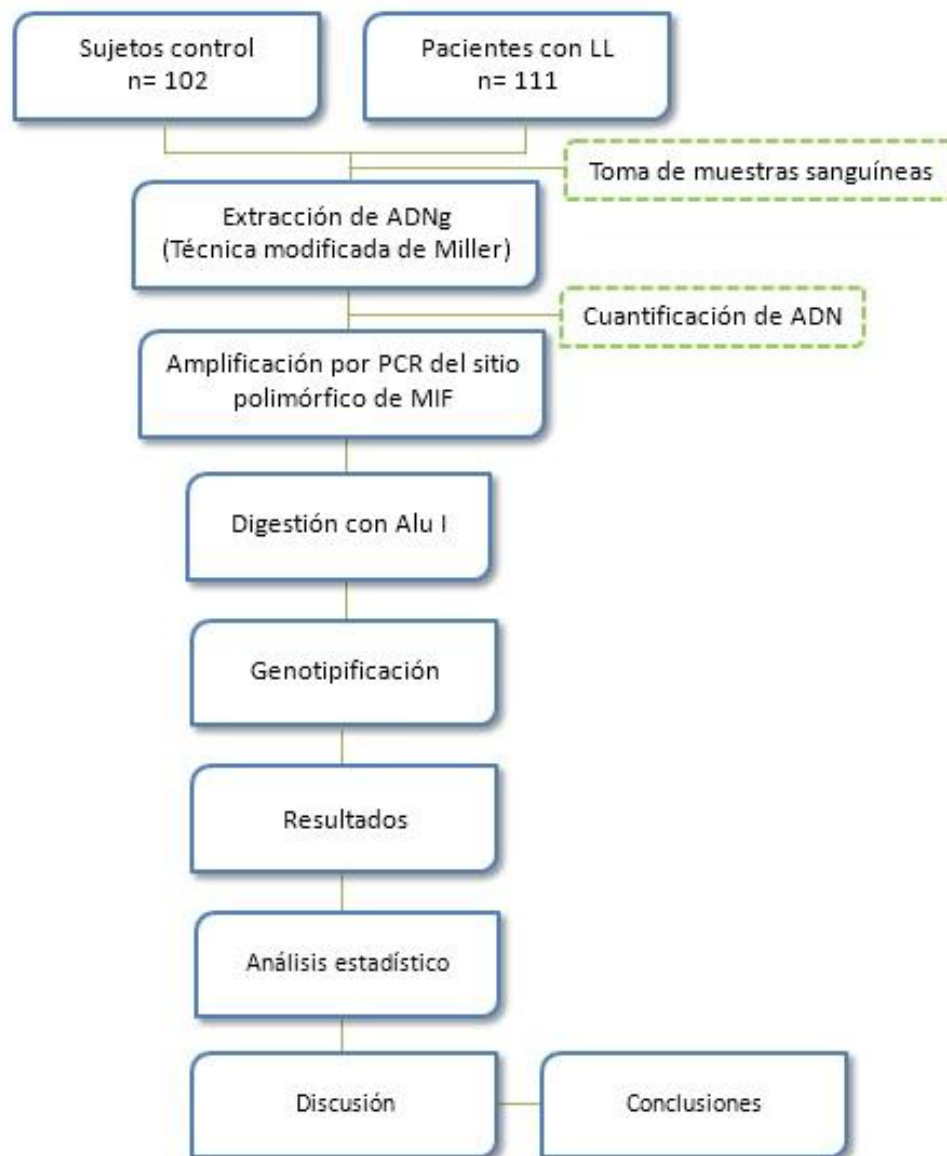 Sujetos control
n= 102
Pacientes con LL
n= 111
Toma de muestras sanguíneas
Extracción de ADNg
(Técnica modificada de Miller)
Cuantificación de ADN
Amplificación por PCR del sitio
polimórfico de MIF
Digestión con Alu I
Genotipificación
Resultados
Análisis estadístico
Discusión
Conclusiones